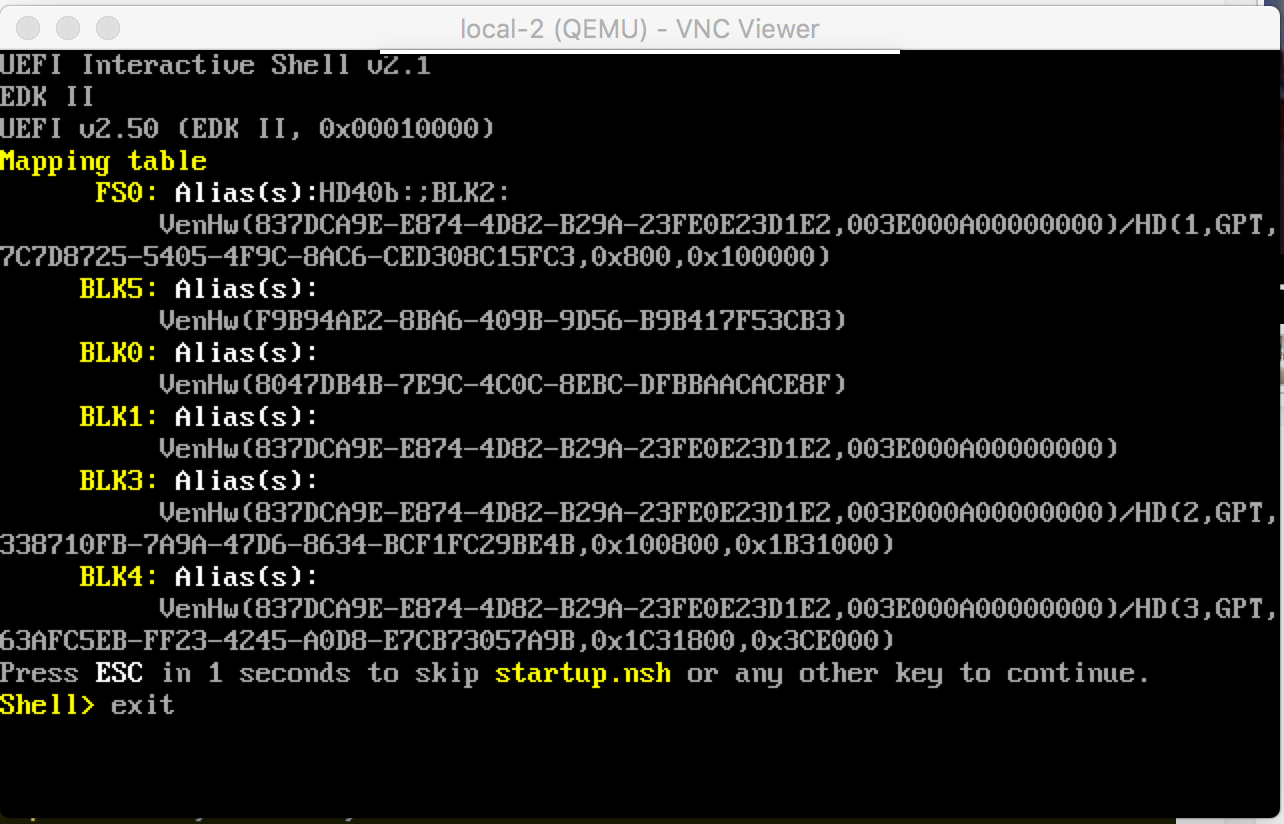 local-2 (QEMU) - VNC Viewer
UEFI Interactive Shell v2.1
EDK II
UEFI v2.50 (EDK II, 0x00010000)
Mapping table
FS0: Alias(s):HD40b:;BLK2:
VenHw(837DCA9E-E874-4D82-B29A-23FE0E23D1E2,003E000A00000000)/HD(1,GPT,
7C7D8725-5405-4F9C-8AC6-CED308C15FC3,0x800,0x100000)
BLK5: Alias(s):
VenHw(F9B94AE2-8BA6-409B-9D56-B9B417F53CB3)
BLK0: Alias(s):
VenHw(8047DB4B-7E9C-4C0C-8EBC-DFBBAACACE8F)
BLK1: Alias(s):
VenHw(837DCA9E-E874-4D82-B29A-23FE0E23D1E2,003E000A00000000)
BLK3: Alias(s):
VenHw(837DCA9E-E874-4D82-B29A-23FE0E23D1E2,003E000A00000000)/HD(2,GPT,
338710FB-7A9A-47D6-8634-BCF1FC29BE4B,0x100800,0x1B31000)
BLK4: Alias(s):
VenHw(837DCA9E-E874-4D82-B29A-23FE0E23D1E2,003E000A00000000)/HD(3,GPT,
63AFC5EB-FF23-4245-A0D8-E7CB73057A9B,0x1C31800,0x3CE000)
Press ESC in 1 seconds to skip startup.nsh or any other key to continue.
Shell> exit